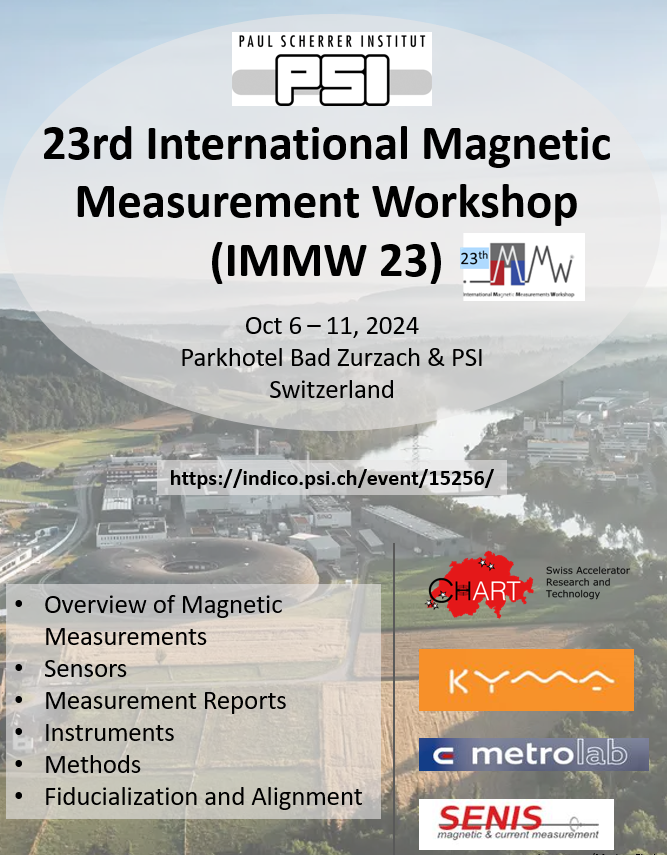 PAUL SCHERRER INSTITUT
PSI
23rd International Magnetic
Measurement Workshop
(IMMW 23)
23th
IMMW
International Magnetic Measurements Workshop
Oct 6 – 11, 2024
Parkhotel Bad Zurzach & PSI
Switzerland
https://indico.psi.ch/event/15256/
• Overview of Magnetic
Measurements
• Sensors
• Measurement Reports
• Instruments
• Methods
• Fiducialization and Alignment
CHART
Swiss Accelerator
Research and
Technology
KYMA
metrolab
SENIS
magnetic & current measurement